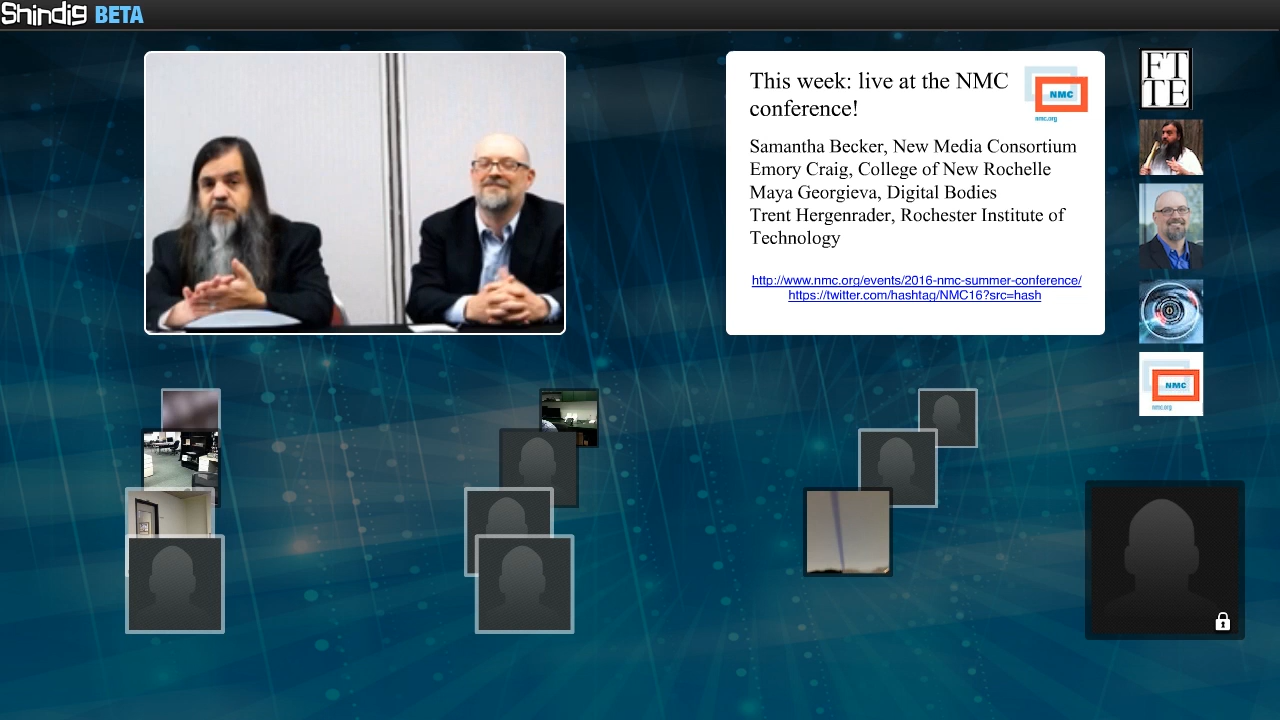 Shindig BETA
This week: live at the NMC
conference!
NMC
nmc.org
Samantha Becker, New Media Consortium
Emory Craig, College of New Rochelle
Maya Georgieva, Digital Bodies
Trent Hergenrader, Rochester Institute of
Technology
http://www.nmc.org/events/2016-nmc-summer-conference/
https://twitter.com/hashtag/NMC16?src=hash
FT
TE
NMC
nmc.org